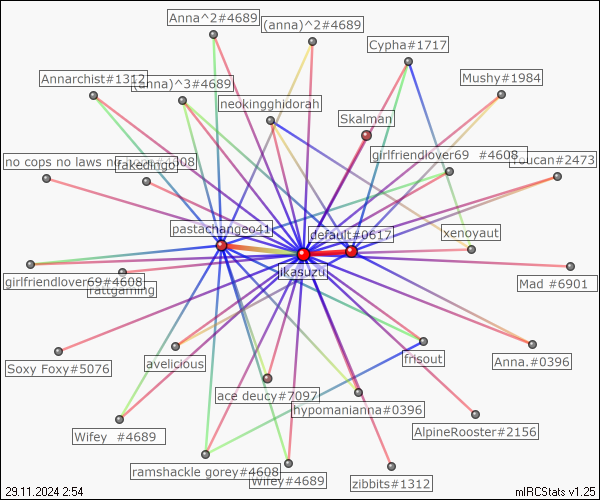 Anna^2#4689
(anna)^2#4689
Cypha#1717
Annarchist#1312
(anna)^3#4689
Mushy#1984
neokingghidorah
Skalman
no cops no laws no
#4808
fakedingo
girlfriendlover69 #4608
Toucan#2473
pastachangeo41
default#0617
xenoyaut
jikasuzu
girlfriendlover69#4608
rattgaming
Mad #6901
Soxy Foxy#5076
avelicious
frisout
Anna.#0396
ace deucy#7097
hypomanianna#0396
Wifey #4689
AlpineRooster#2156
ramshackle gorey#4608
Wifey#4689
zibbits#1312
29.11.2024 2:54
mIRCStats v1.25